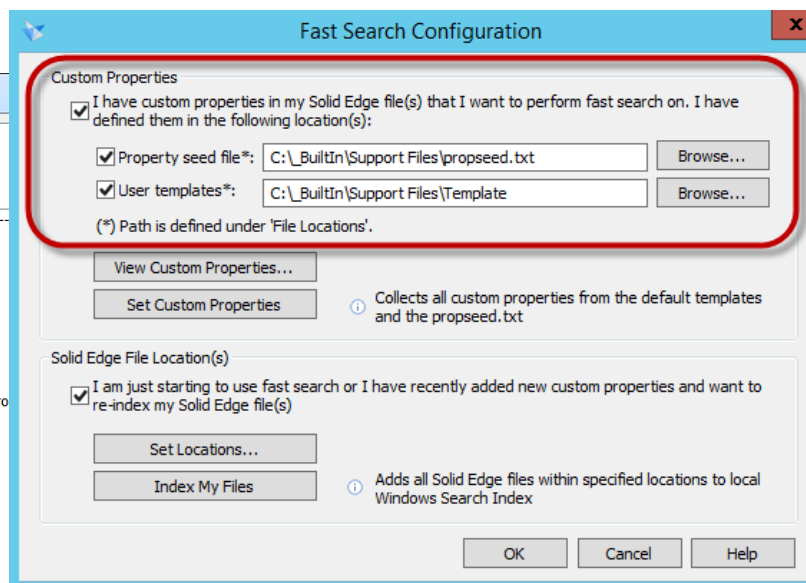 Fast Search Configuration
x
Custom Properties
I have custom properties in my Solid Edge file(s) that I want to perform fast search on. I have
defined them in the following location(s):
Property seed file*: C:\_BuiltIn\Support Files\propseed.txt Browse...
User templates*: C:\_BuiltIn\Support Files\Template Browse...
(*) Path is defined under 'File Locations'.
View Custom Properties...
Set Custom Properties
Collects all custom properties from the default templates
and the propseed.txt
Solid Edge File Location(s)
I am just starting to use fast search or I have recently added new custom properties and want to
re-index my Solid Edge file(s)
Set Locations...
Index My Files
Adds all Solid Edge files within specified locations to local
Windows Search Index
OK Cancel Help